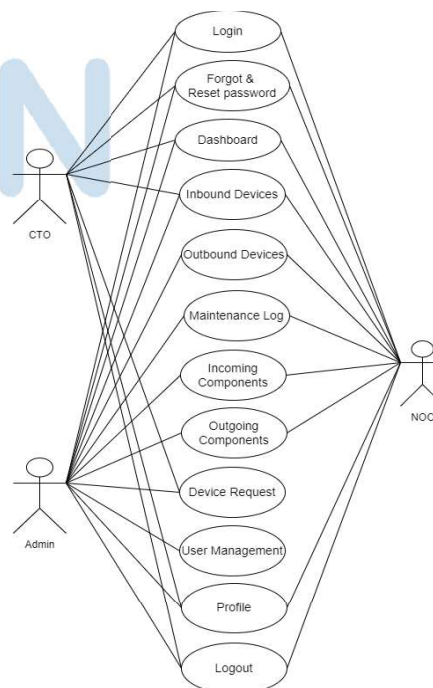 Login
Forgot &
Reset password
Dashboard
Inbound Devices
Outbound Devices
Maintenance Log
Incoming
Components
Outgoing
Components
Device Request
User Management
Profile
Logout
CTO
Admin
NOC
N